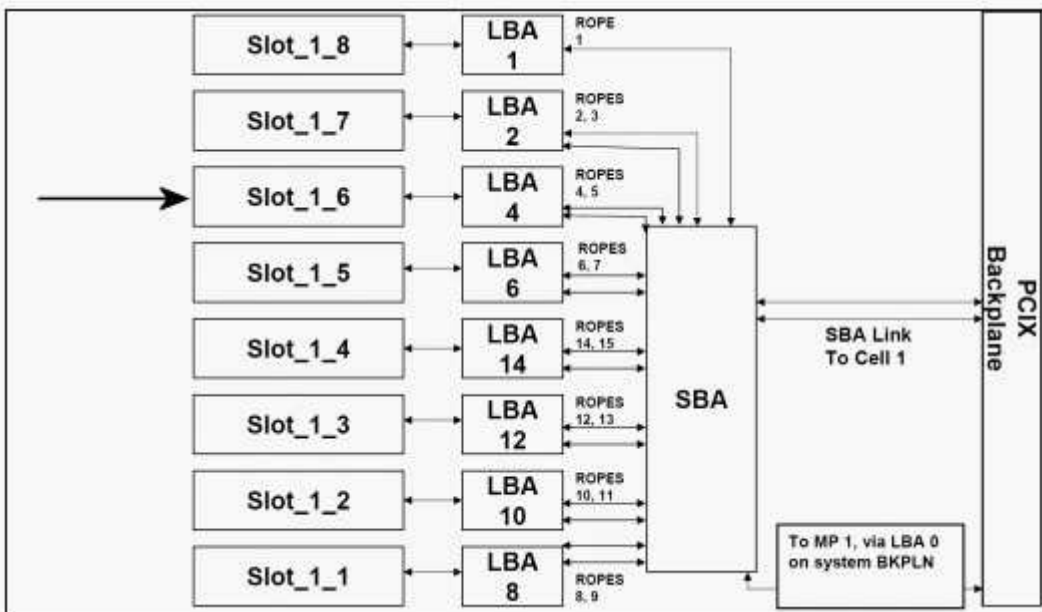 Slot_1_8
LBA
1
ROPE
1
Slot_1_7
LBA
2
ROPES
2, 3
Slot_1_6
LBA
4
ROPES
4, 5
Slot_1_5
LBA
6
ROPES
6, 7
Slot_1_4
LBA
14
ROPES
14, 15
Slot_1_3
LBA
12
ROPES
12, 13
Slot_1_2
LBA
10
ROPES
10, 11
Slot_1_1
LBA
8
ROPES
8, 9
SBA
SBA Link
To Cell 1
To MP 1, via LBA 0
on system BKPLN
PCIX
Backplane